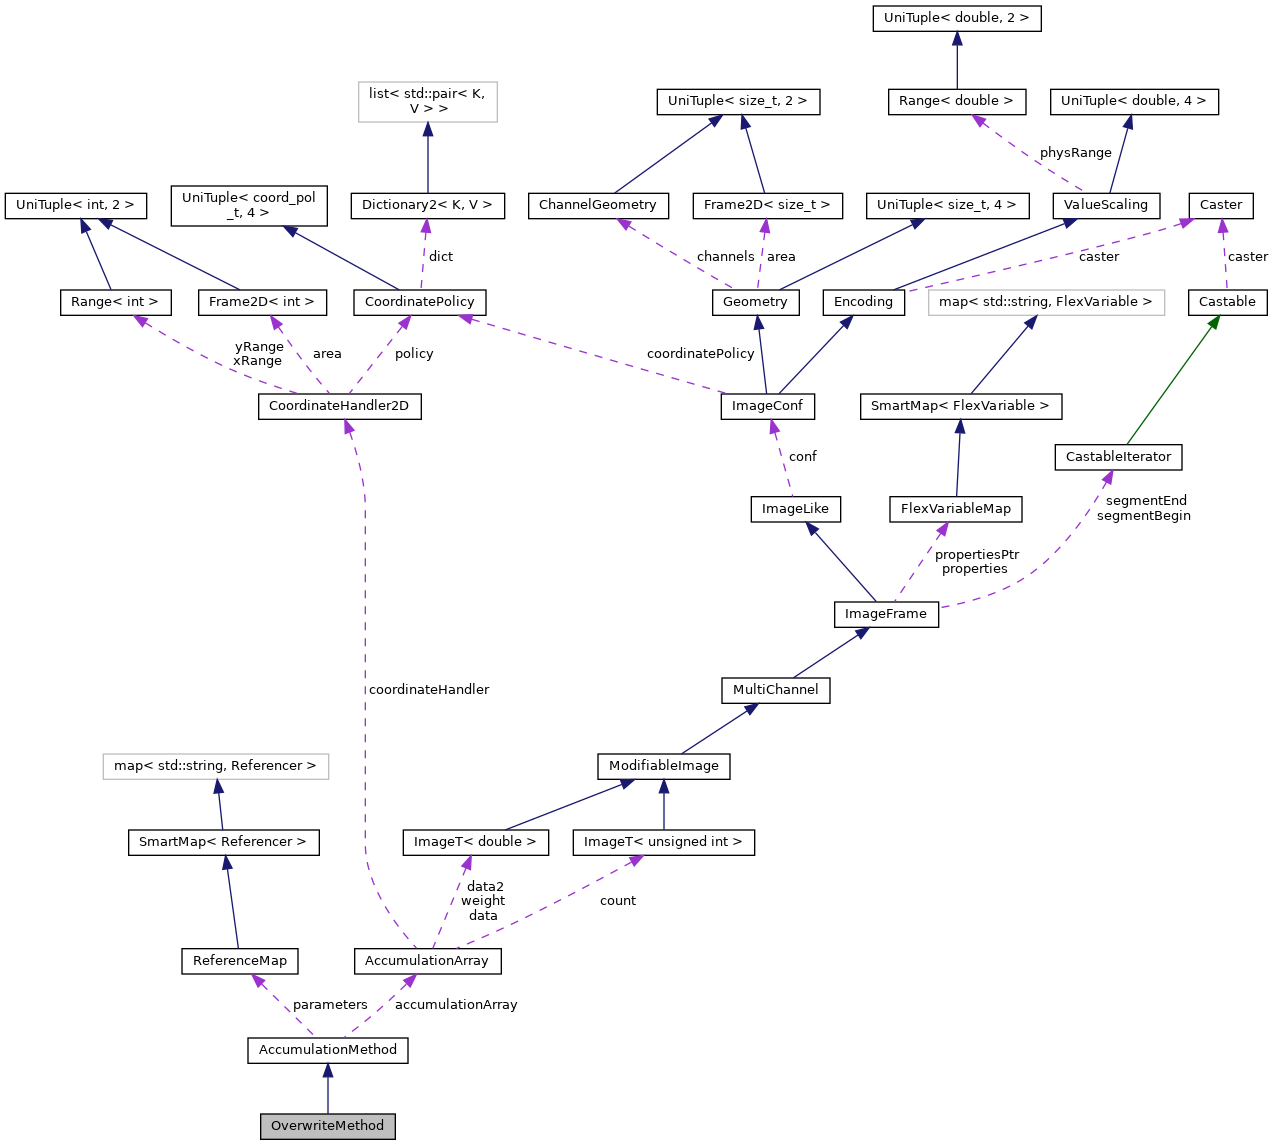 UniTuple< double, 2 >
list< std::pair< K,
V > >
UniTuple< size_t, 2 >
Range< double >
UniTuple< double, 4 >
physRange
UniTuple< int, 2 >
UniTuple< coord_pol
_t, 4 >
Dictionary2< K, V >
ChannelGeometry
Frame2D< size_t >
UniTuple< size_t, 4 >
ValueScaling
Caster
dict
channels
area
caster
caster
Range< int >
Frame2D< int >
CoordinatePolicy
Geometry
Encoding
map< std::string, FlexVariable >
Castable
yRange
xRange
area
policy
coordinatePolicy
CoordinateHandler2D
ImageConf
SmartMap< FlexVariable >
conf
CastableIterator
ImageLike
FlexVariableMap
segmentEnd
segmentBegin
propertiesPtr
properties
ImageFrame
coordinateHandler
MultiChannel
map< std::string, Referencer >
ModifiableImage
SmartMap< Referencer >
ImageT< double >
ImageT< unsigned int >
data2
weight
data
count
ReferenceMap
AccumulationArray
parameters
accumulationArray
AccumulationMethod
OverwriteMethod